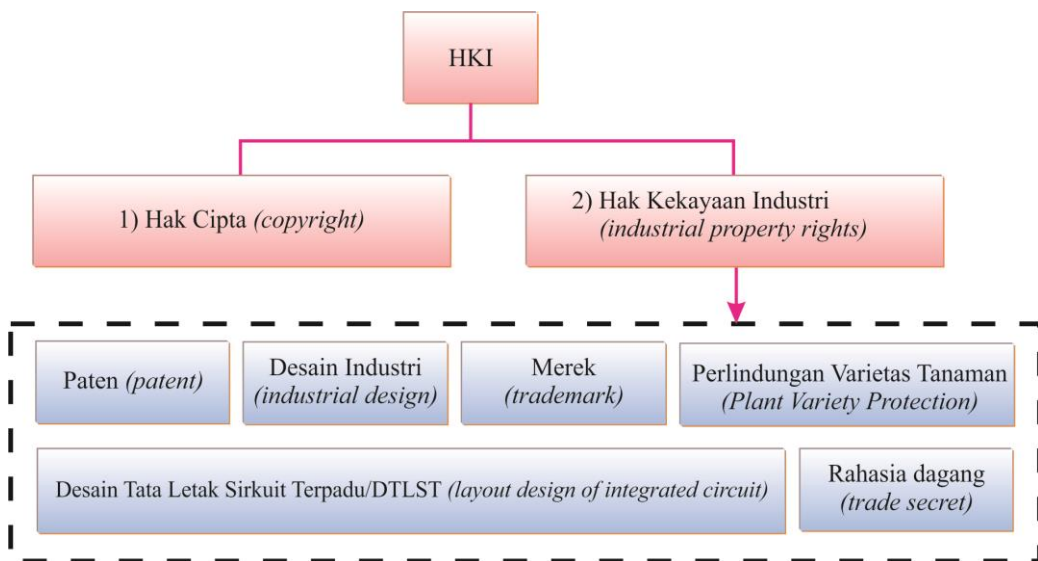 HKI
1) Hak Cipta (copyright)
2) Hak Kekayaan Industri
(industrial property rights)
Paten (patent)
Desain Industri
(industrial design)
Merek
(trademark)
Perlindungan Varietas Tanaman
(Plant Variety Protection)
Desain Tata Letak Sirkuit Terpadu/DTLST (layout design of integrated circuit)
Rahasia dagang
(trade secret)